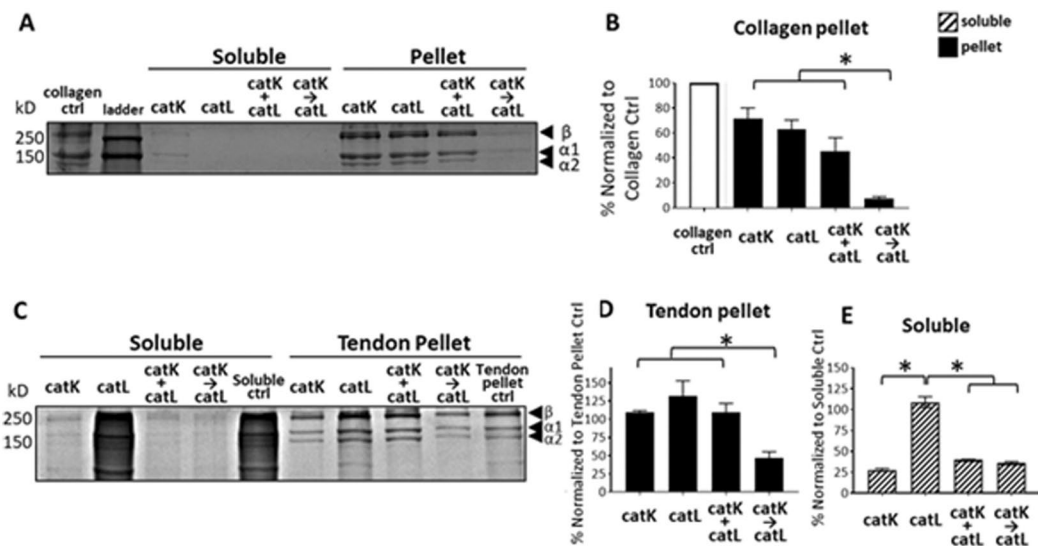 A
Soluble
Pellet
kD
collagen
ctrl
ladder
catK
catL
catK
+
catL
catK
→
catL
catK
catL
catK
+
catL
catK
→
catL
250
150
β
α1
α2
B
Collagen pellet
soluble
pellet
*
% Normalized to
Collagen Ctrl
100
80
60
40
20
0
collagen
ctrl
catK
catL
catK
+
catL
catK
→
catL
C
Soluble
Tendon Pellet
kD
catK
catL
catK
+
catL
catK
→
catL
Soluble
ctrl
catK
catL
catK
+
catL
catK
→
catL
Tendon
pellet
ctrl
250
150
β
α1
α2
D
Tendon pellet
*
% Normalized to Tendon Pellet Ctrl
150
125
100
75
50
25
0
catK
catL
catK
+
catL
catK
→
catL
E
Soluble
* *
% Normalized to Soluble Ctrl
150
125
100
75
50
25
0
catK
catL
catK
+
catL
catK
→
catL